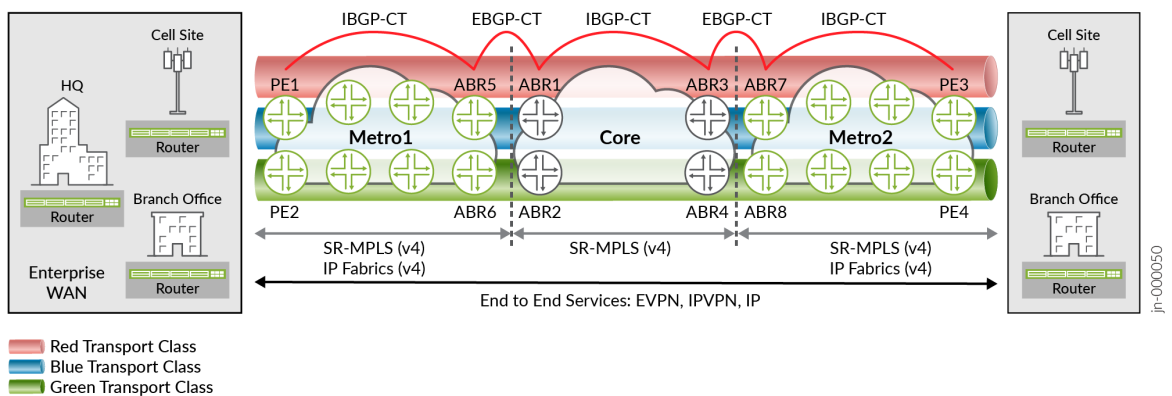 IBGP-CT
EBGP-CT
IBGP-CT
EBGP-CT
IBGP-CT
Cell Site
HQ
Router
Router
Branch Office
Router
Enterprise
WAN
PE1
ABR5
ABR1
ABR3
ABR7
PE3
Metro1
Core
Metro2
PE2
ABR6
ABR2
ABR4
ABR8
PE4
SR-MPLS (v4)
IP Fabrics (v4)
SR-MPLS (v4)
SR-MPLS (v4)
IP Fabrics (v4)
End to End Services: EVPN, IPVPN, IP
Cell Site
Router
Branch Office
Router
jn-000050
Red Transport Class
Blue Transport Class
Green Transport Class